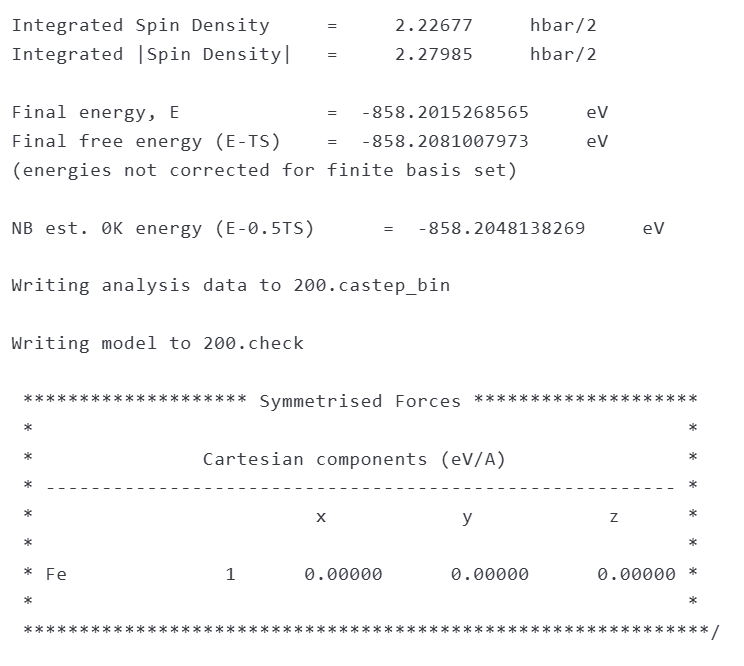 Integrated Spin Density     =     2.22677     hbar/2
Integrated |Spin Density|   =     2.27985     hbar/2
Final energy, E             =  -858.2015268565     eV
Final free energy (E-TS)    =  -858.2081007973     eV
(energies not corrected for finite basis set)
NB est. 0K energy (E-0.5TS)      =  -858.2048138269     eV
Writing analysis data to 200.castep_bin
Writing model to 200.check
******************** Symmetrised Forces ********************
*                                                          *
*               Cartesian components (eV/A)                *
* -------------------------------------------------------- *
*                         x            y            z      *
*                                                          *
* Fe              1      0.00000      0.00000      0.00000 *
*                                                          *
*************************************************************/